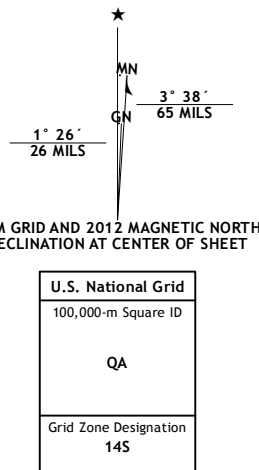 ★
MN
3° 38´
65 MILS
GN
1° 26´
26 MILS
M GRID AND 2012 MAGNETIC NORTH
ECLINATION AT CENTER OF SHEET
U.S. National Grid
100,000-m Square ID
QA
Grid Zone Designation
14S